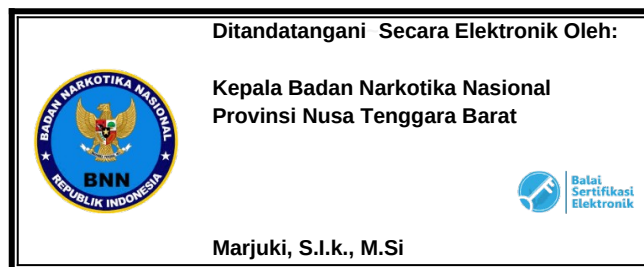 Ditandatangani Secara Elektronik Oleh:
Kepala Badan Narkotika Nasional
Provinsi Nusa Tenggara Barat
BADAN NARKOTIKA NASIONAL
BNN
REPUBLIK INDONESIA
Balai
Sertifikasi
Elektronik
Marjuki, S.I.k., M.Si